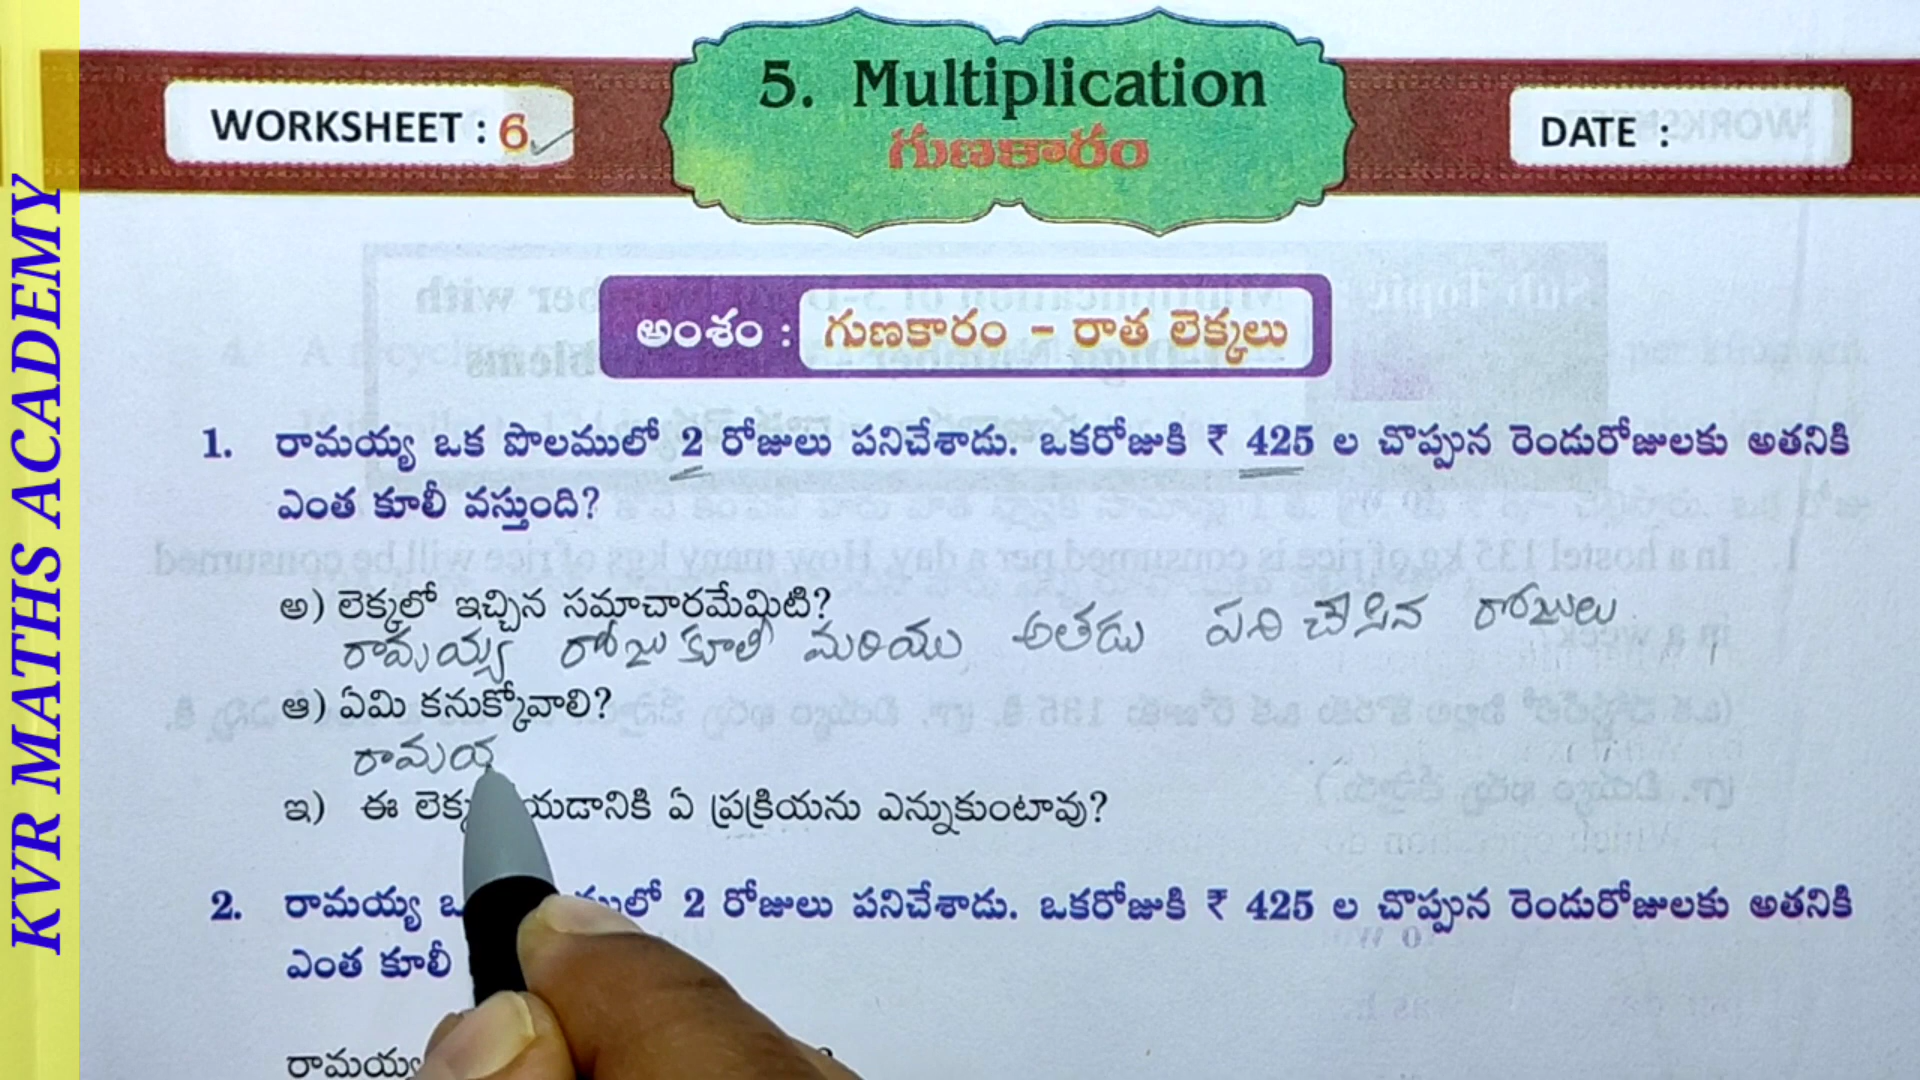 KVR MATHS ACADEMY
WORKSHEET : 6
5. Multiplication
గుణకారం
DATE :
అంశం : గుణకారం - రాత లెక్కలు
1. రామయ్య ఒక పొలములో 2 రోజులు పనిచేశాడు. ఒకరోజుకి ₹ 425 ల చొప్పున రెండురోజులకు అతనికి
ఎంత కూలీ వస్తుంది?
అ) లెక్కలో ఇచ్చిన సమాచారమేమిటి?
రామయ్య రోజు కూలీ మరియు అతడు పని చేసిన రోజులు
ఆ) ఏమి కనుక్కోవాలి?
రామయ
ఇ) ఈ లెక్క యడానికి ఏ ప్రక్రియను ఎన్నుకుంటావు?
2. రామయ్య ఒ ములో 2 రోజులు పనిచేశాడు. ఒకరోజుకి ₹ 425 ల చొప్పున రెండురోజులకు అతనికి
ఎంత కూలీ
రామయ్య